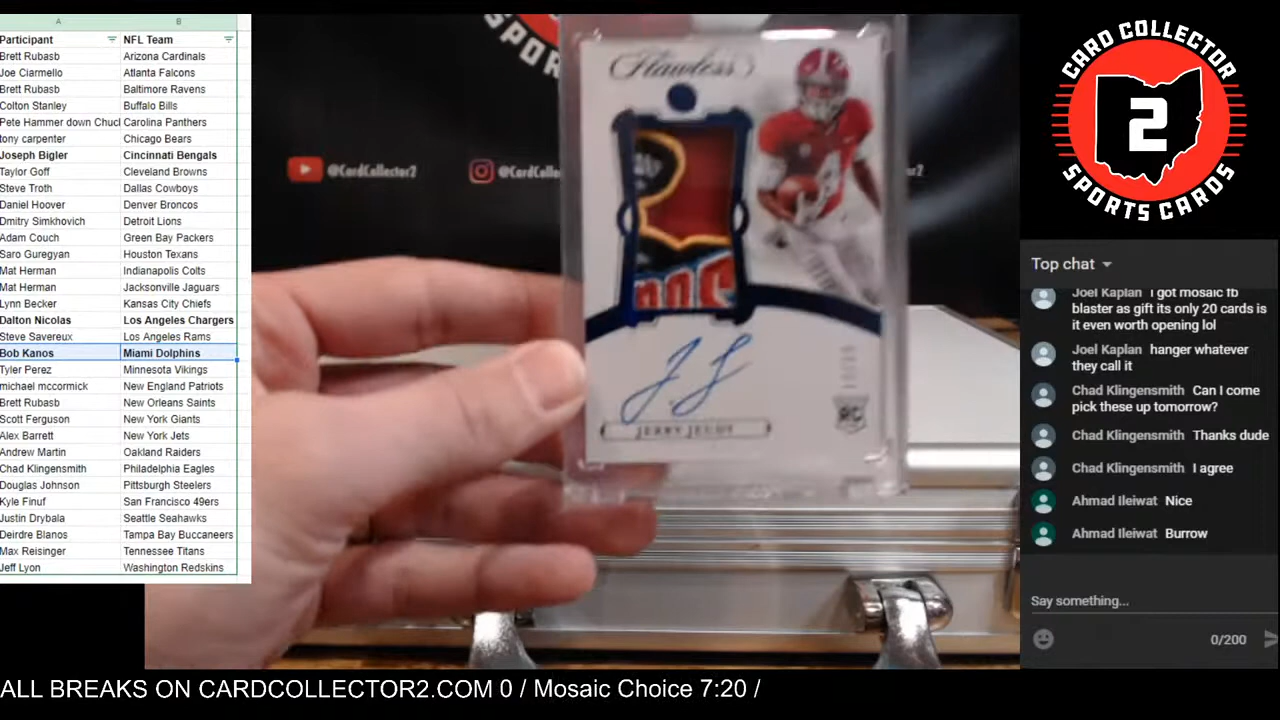 A B
Participant NFL Team
Brett Rubasb Arizona Cardinals
Joe Ciarmello Atlanta Falcons
Brett Rubasb Baltimore Ravens
Colton Stanley Buffalo Bills
Pete Hammer down Chucl Carolina Panthers
tony carpenter Chicago Bears
Joseph Bigler Cincinnati Bengals
Taylor Goff Cleveland Browns
Steve Troth Dallas Cowboys
Daniel Hoover Denver Broncos
Dmitry Simkhovich Detroit Lions
Adam Couch Green Bay Packers
Saro Guregyan Houston Texans
Mat Herman Indianapolis Colts
Mat Herman Jacksonville Jaguars
Lynn Becker Kansas City Chiefs
Dalton Nicolas Los Angeles Chargers
Steve Savereux Los Angeles Rams
Bob Kanos Miami Dolphins
Tyler Perez Minnesota Vikings
michael mccormick New England Patriots
Brett Rubasb New Orleans Saints
Scott Ferguson New York Giants
Alex Barrett New York Jets
Andrew Martin Oakland Raiders
Chad Klingensmith Philadelphia Eagles
Douglas Johnson Pittsburgh Steelers
Kyle Finuf San Francisco 49ers
Justin Drybala Seattle Seahawks
Deirdre Blanos Tampa Bay Buccaneers
Max Reisinger Tennessee Titans
Jeff Lyon Washington Redskins
@CardCollector2
@CardColle
Flawless
JERRY JEUDY
RC
CARD COLLECTOR
2
SPORTS CARDS
Top chat
Joel Kaplan I got mosaic fb
blaster as gift its only 20 cards is
it even worth opening lol
Joel Kaplan hanger whatever
they call it
Chad Klingensmith Can I come
pick these up tomorrow?
Chad Klingensmith Thanks dude
Chad Klingensmith I agree
Ahmad Ileiwat Nice
Ahmad Ileiwat Burrow
Say something...
0/200
ALL BREAKS ON CARDCOLLECTOR2.COM 0 / Mosaic Choice 7:20 /